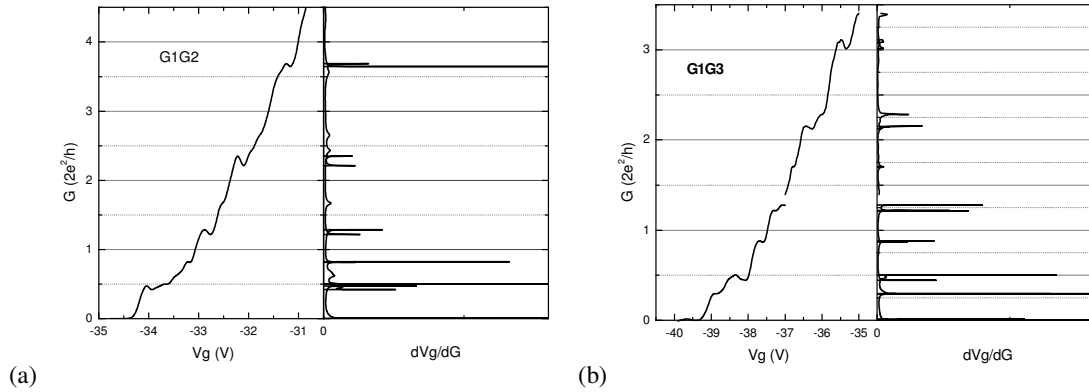 4
3
2
1
0
G (2e²/h)
G1G2
-35 -34 -33 -32 -31 0
Vg (V) dVg/dG
(a)
3
2
1
0
G (2e²/h)
G1G3
-40 -39 -38 -37 -36 -35 0
Vg (V) dVg/dG
(b)